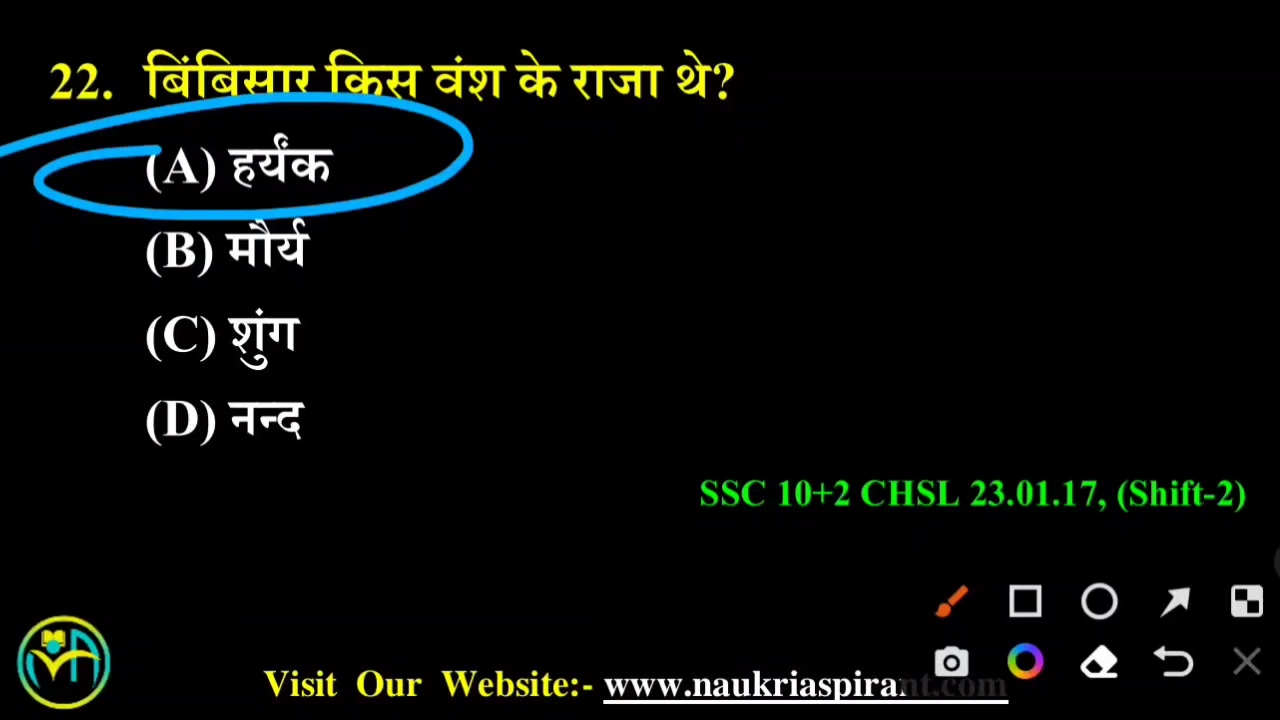 22. बिंबिसार किस वंश के राजा थे?
(A) हर्यंक
(B) मौर्य
(C) शुंग
(D) नन्द
SSC 10+2 CHSL 23.01.17, (Shift-2)
Visit Our Website:- www.naukriaspirant.com